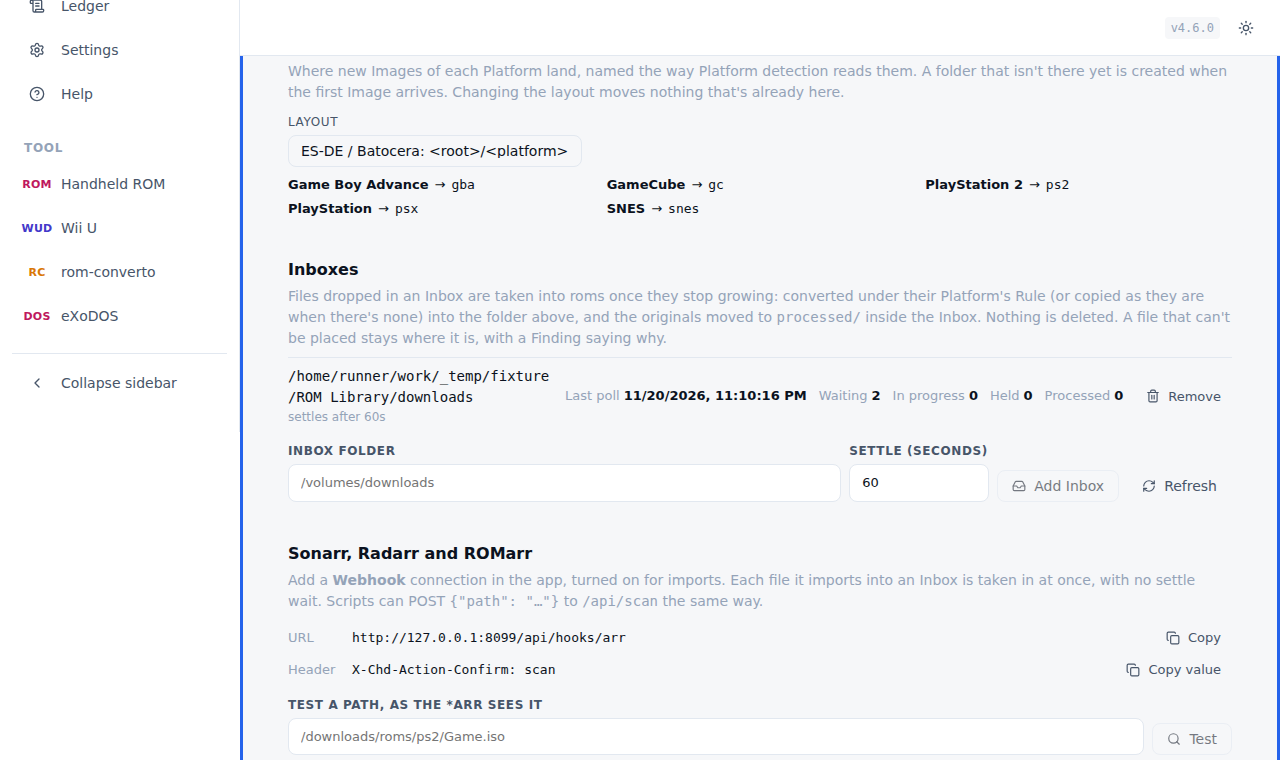 Ledger
Settings
Help
TOOL
ROM Handheld ROM
WUD Wii U
RC rom-converto
DOS eXoDOS
Collapse sidebar
v4.6.0
Where new Images of each Platform land, named the way Platform detection reads them. A folder that isn't there yet is created when
the first Image arrives. Changing the layout moves nothing that's already here.
LAYOUT
ES-DE / Batocera: <root>/<platform>
Game Boy Advance → gba
GameCube → gc
PlayStation 2 → ps2
PlayStation → psx
SNES → snes
Inboxes
Files dropped in an Inbox are taken into roms once they stop growing: converted under their Platform's Rule (or copied as they are
when there's none) into the folder above, and the originals moved to processed/ inside the Inbox. Nothing is deleted. A file that can't
be placed stays where it is, with a Finding saying why.
/home/runner/work/_temp/fixture
/ROM Library/downloads
settles after 60s
Last poll 11/20/2026, 11:10:16 PM Waiting 2 In progress 0 Held 0 Processed 0 Remove
INBOX FOLDER
/volumes/downloads
SETTLE (SECONDS)
60
Add Inbox
Refresh
Sonarr, Radarr and ROMarr
Add a Webhook connection in the app, turned on for imports. Each file it imports into an Inbox is taken in at once, with no settle
wait. Scripts can POST {"path": "…"} to /api/scan the same way.
URL http://127.0.0.1:8099/api/hooks/arr Copy
Header X-Chd-Action-Confirm: scan Copy value
TEST A PATH, AS THE *ARR SEES IT
/downloads/roms/ps2/Game.iso
Test